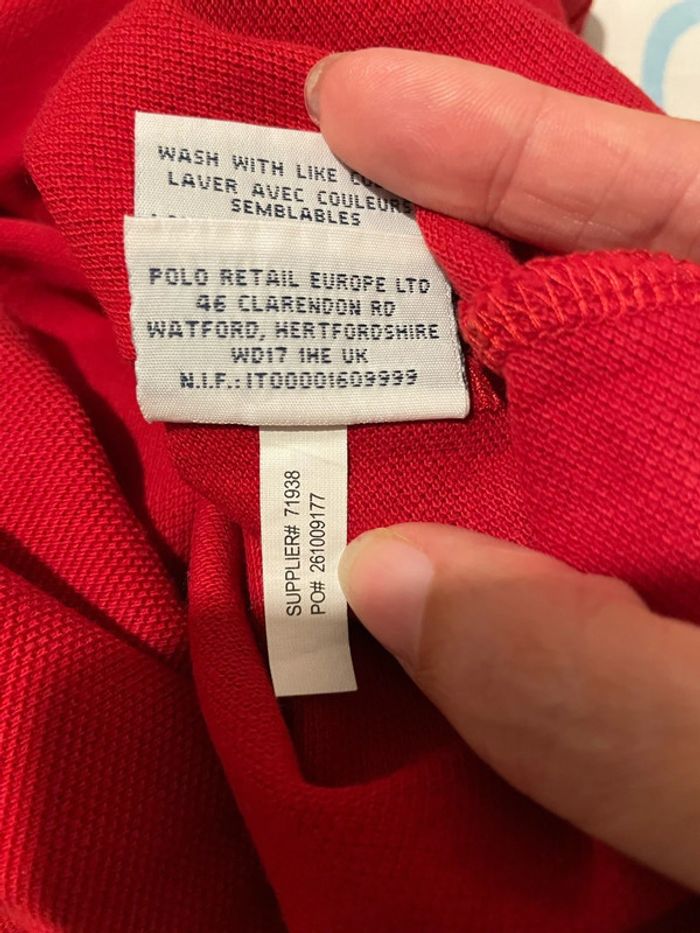 WASH WITH LIKE
LAVER AVEC COULEURS
SEMBLABLES
POLO RETAIL EUROPE LTD
46 CLARENDON RD
WATFORD, HERTFORDSHIRE
WD17 1HE UK
N.I.F.: IT00001609999
SUPPLIER# 71938
PO# 261009177